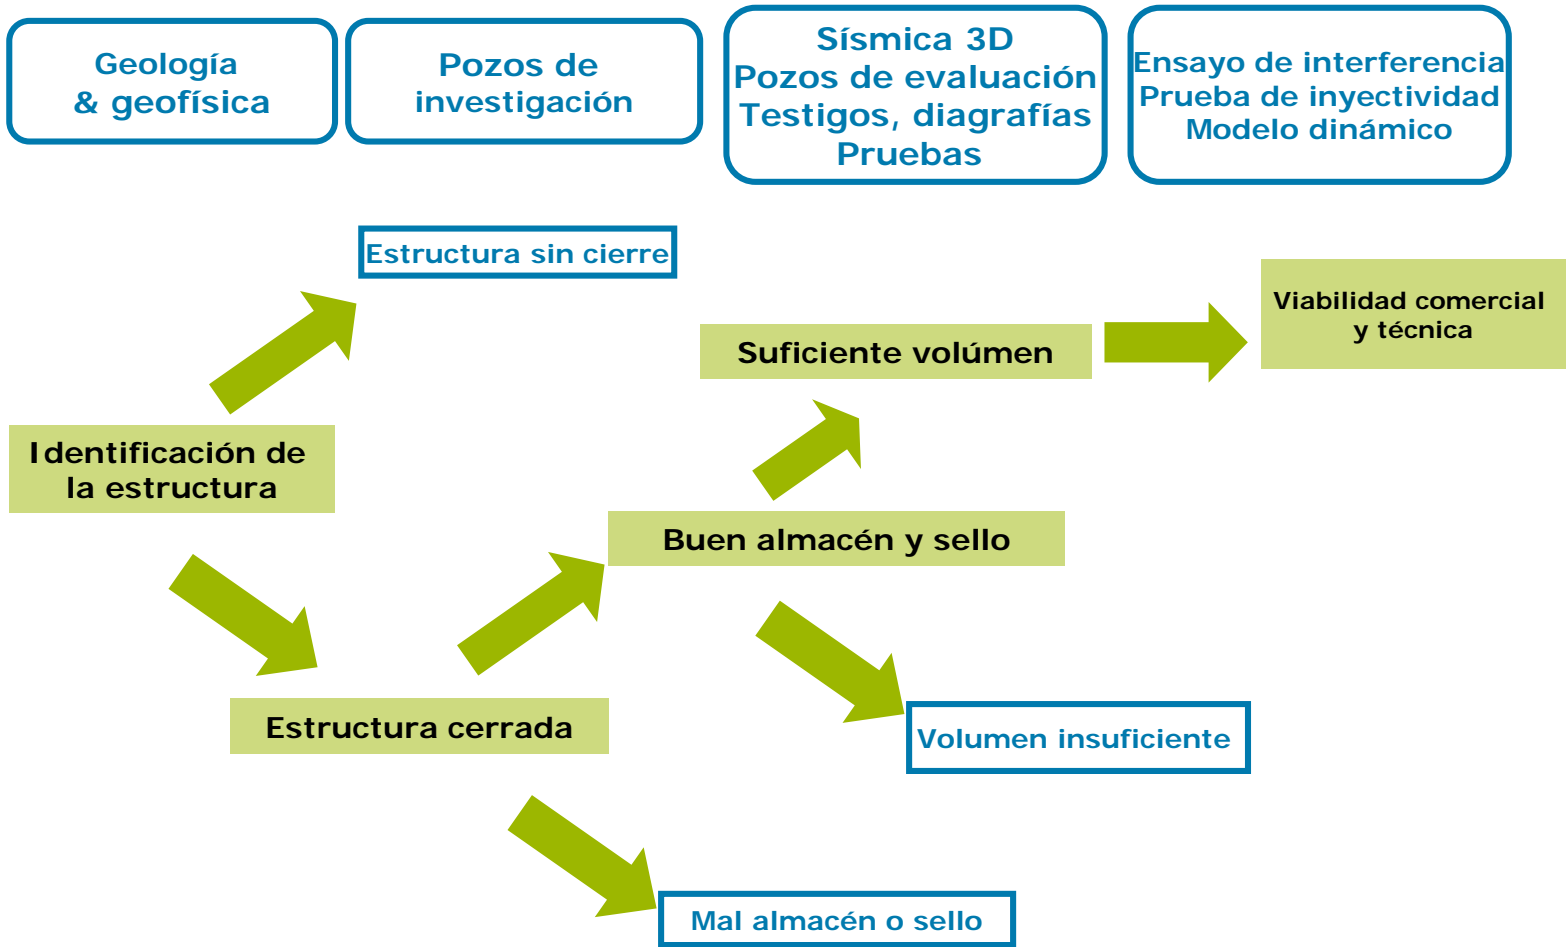 Geología
& geofísica
Pozos de
investigación
Sísmica 3D
Pozos de evaluación
Testigos, diagrafías
Pruebas
Ensayo de interferencia
Prueba de inyectividad
Modelo dinámico
Estructura sin cierre
Viabilidad comercial
y técnica
Suficiente volúmen
Identificación de
la estructura
Buen almacén y sello
Estructura cerrada
Volumen insuficiente
Mal almacén o sello